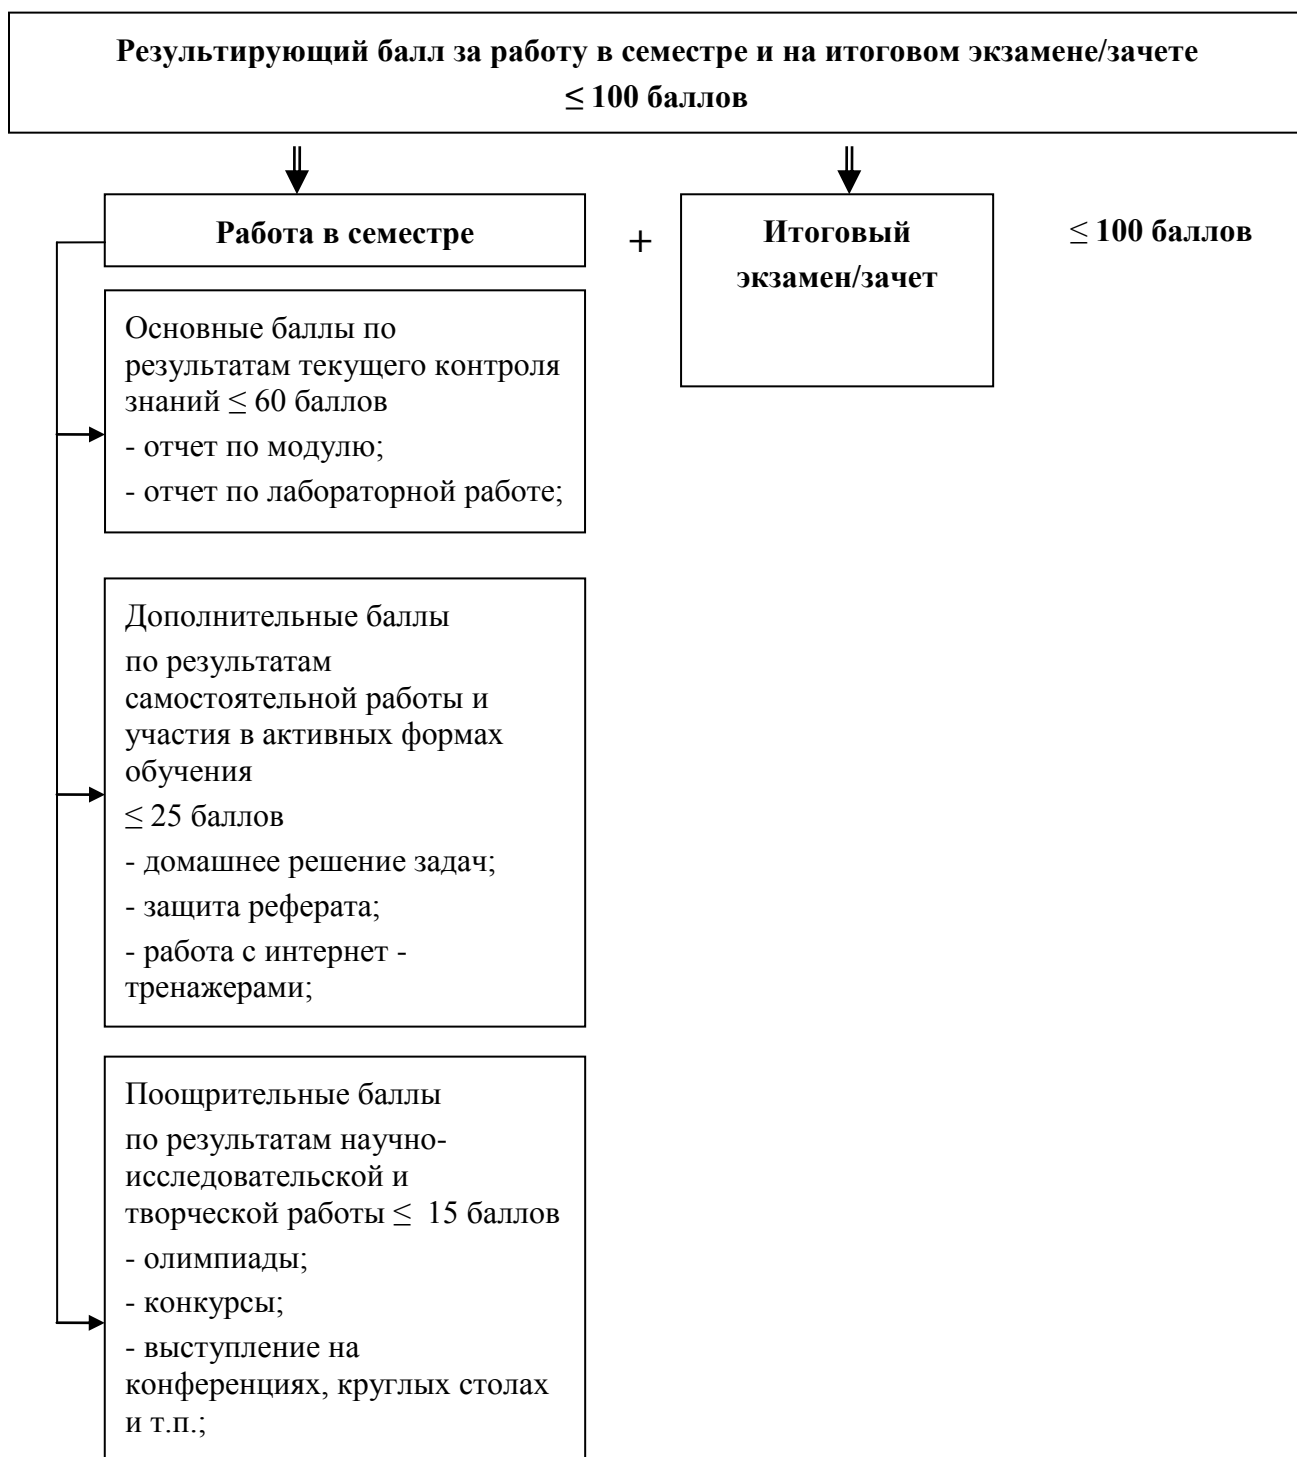 Результирующий балл за работу в семестре и на итоговом экзамене/зачете
≤ 100 баллов
Работа в семестре
+
Итоговый
экзамен/зачет
≤ 100 баллов
Основные баллы по
результатам текущего контроля
знаний ≤ 60 баллов
- отчет по модулю;
- отчет по лабораторной работе;
Дополнительные баллы
по результатам
самостоятельной работы и
участия в активных формах
обучения
≤ 25 баллов
- домашнее решение задач;
- защита реферата;
- работа с интернет -
тренажерами;
Поощрительные баллы
по результатам научно-
исследовательской и
творческой работы ≤ 15 баллов
- олимпиады;
- конкурсы;
- выступление на
конференциях, круглых столах
и т.п.;